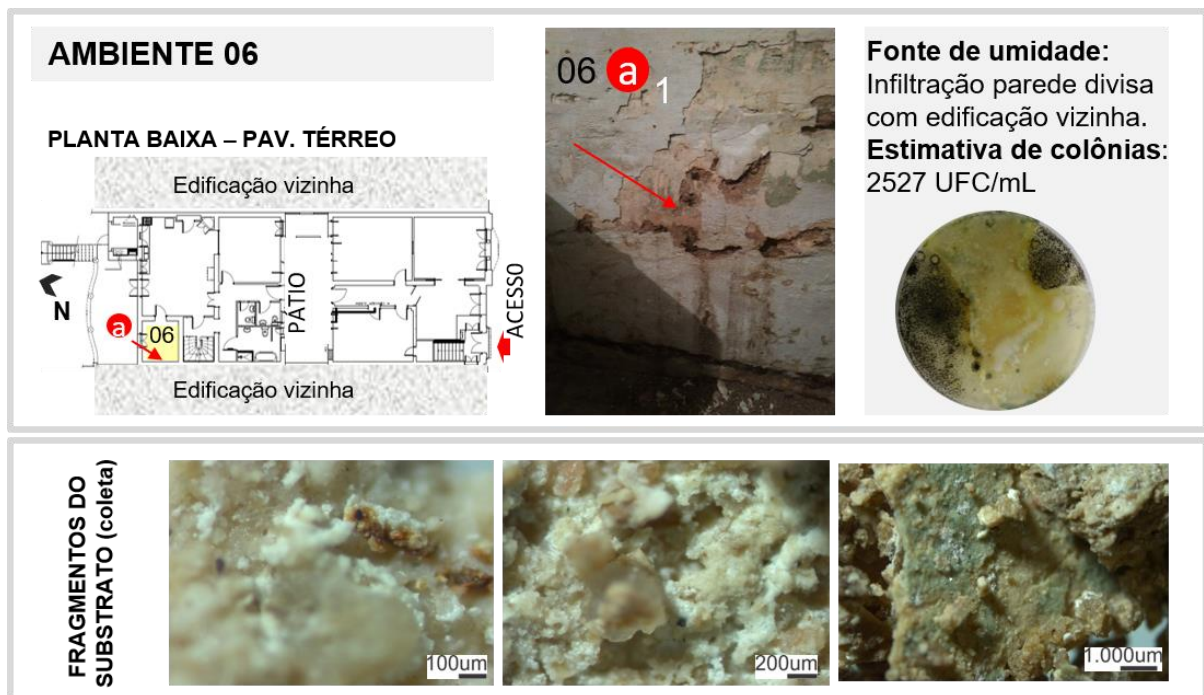 AMBIENTE 06
PLANTA BAIXA – PAV. TÉRREO
Edificação vizinha
PÁTIO
ACESSO
N
a
06
Edificação vizinha
06 a 1
Fonte de umidade:
Infiltração parede divisa
com edificação vizinha.
Estimativa de colônias:
2527 UFC/mL
FRAGMENTOS DO
SUBSTRATO (coleta)
100um
200um
1.000um